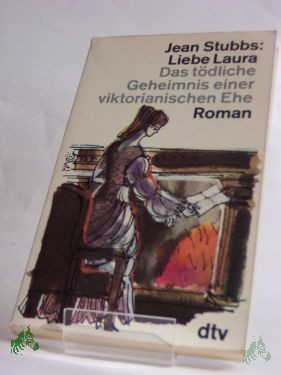 Jean Stubbs:
Liebe Laura
Das tödliche
Geheimnis einer
viktorianischen Ehe
Roman
dtv